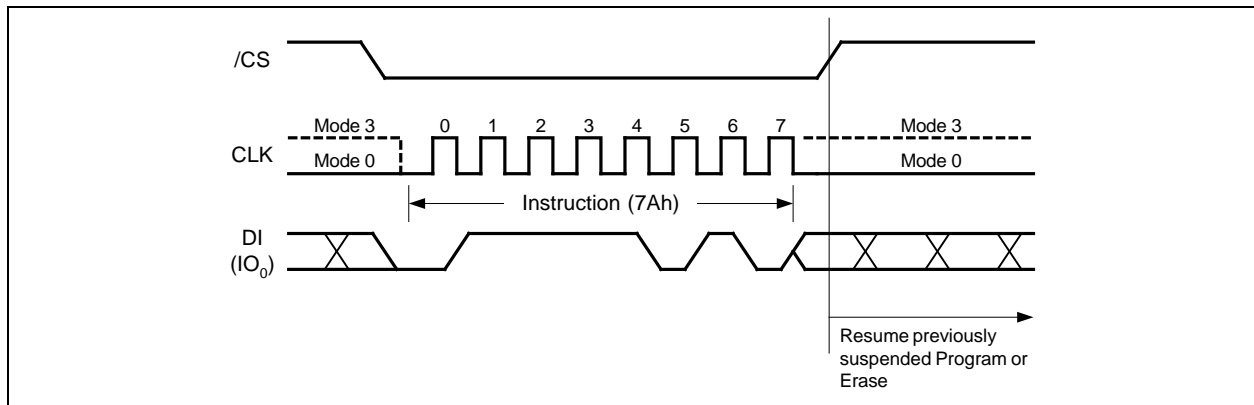 /CS
Mode 3 0 1 2 3 4 5 6 7 Mode 3
CLK
Mode 0 Mode 0
Instruction (7Ah)
DI
(IO₀)
Resume previously
suspended Program or
Erase